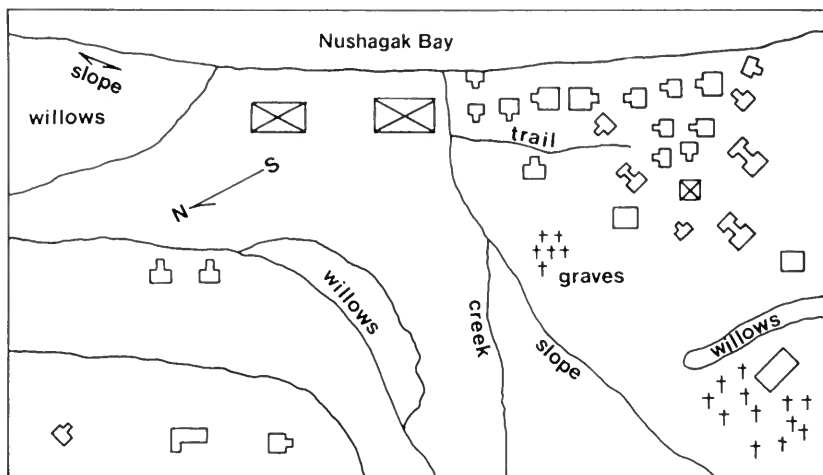 Nushagak Bay
slope
willows
trail
S
N
graves
willows
creek
slope
willows